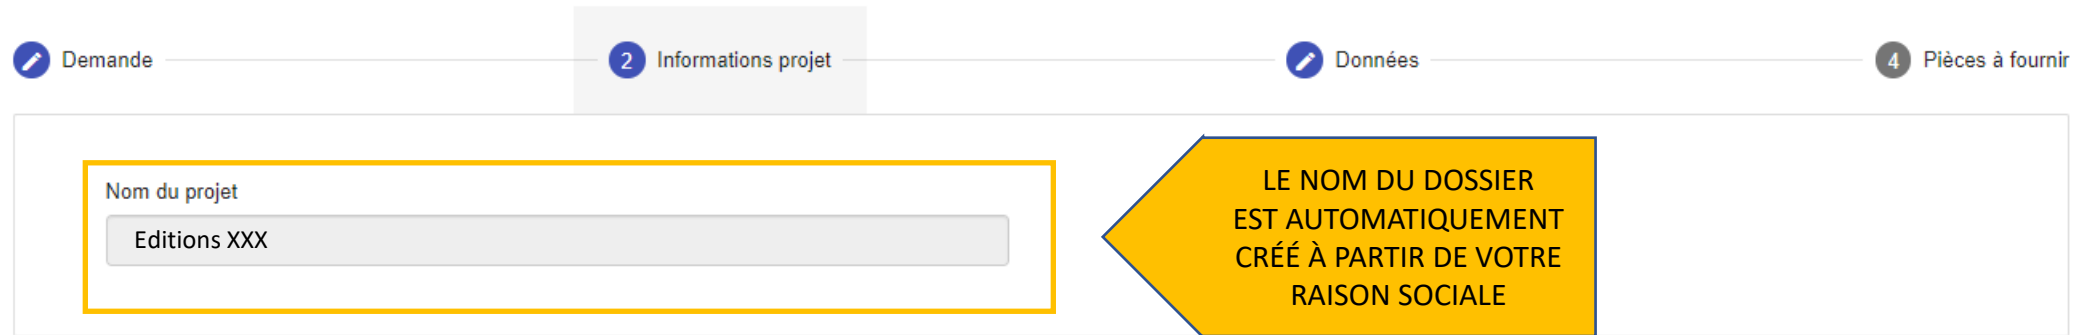 Demande
2 Informations projet
Données
4 Pièces à fournir
Nom du projet
Editions XXX
LE NOM DU DOSSIER
EST AUTOMATIQUEMENT
CRÉÉ À PARTIR DE VOTRE
RAISON SOCIALE